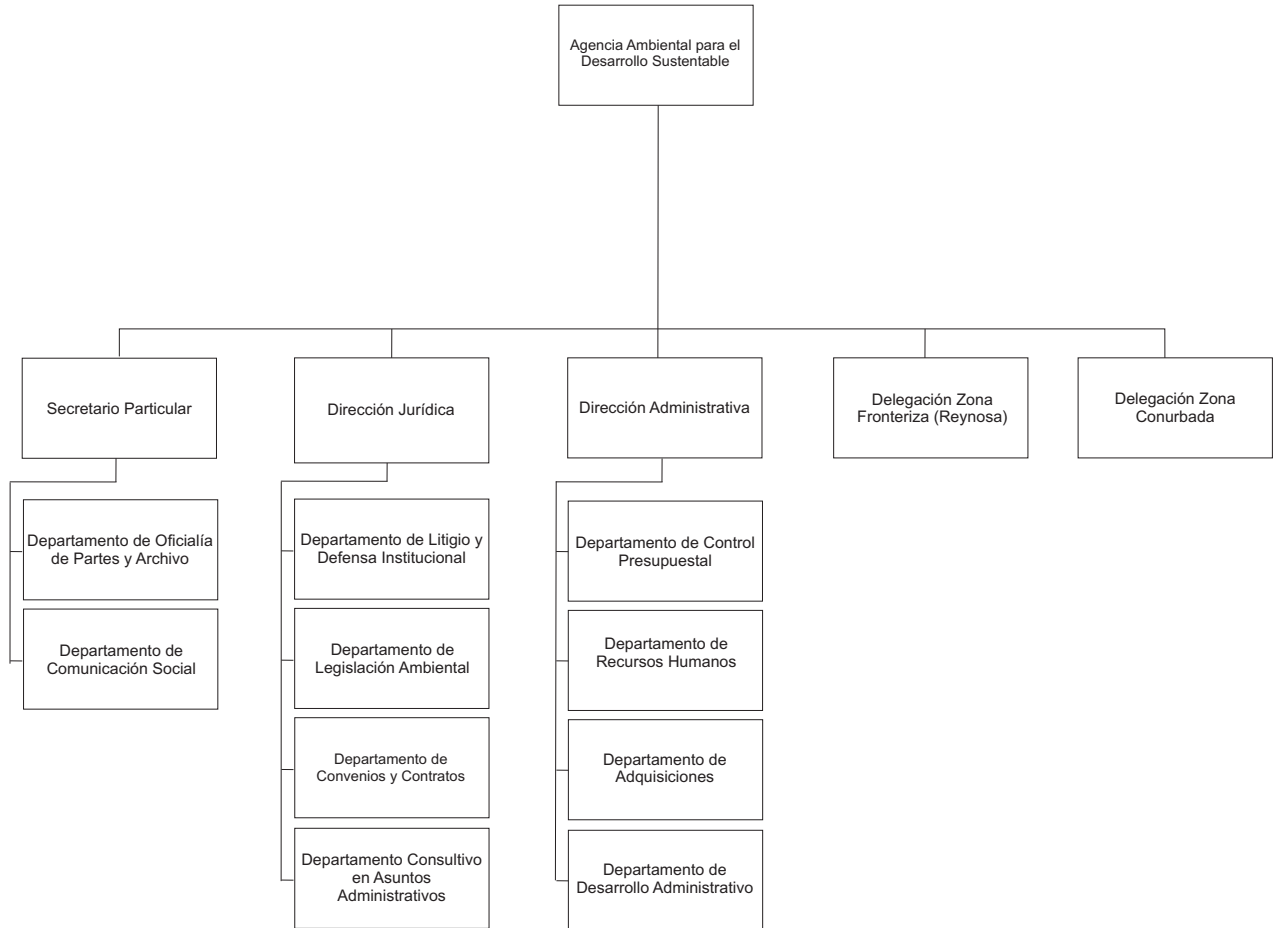 Agencia Ambiental para el
Desarrollo Sustentable
Secretario Particular
Dirección Jurídica
Dirección Administrativa
Delegación Zona
Fronteriza (Reynosa)
Delegación Zona
Conurbada
Departamento de Oficialía
de Partes y Archivo
Departamento de
Comunicación Social
Departamento de Litigio y
Defensa Institucional
Departamento de
Legislación Ambiental
Departamento de
Convenios y Contratos
Departamento Consultivo
en Asuntos
Administrativos
Departamento de Control
Presupuestal
Departamento de
Recursos Humanos
Departamento de
Adquisiciones
Departamento de
Desarrollo Administrativo